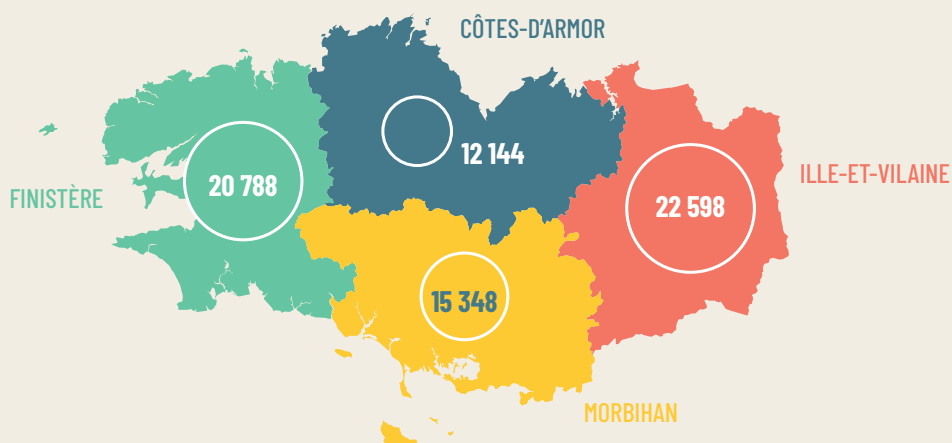 CÔTES-D'ARMOR
12 144
ILLE-ET-VILAINE
20 788
FINISTÈRE
22 598
15 348
MORBIHAN